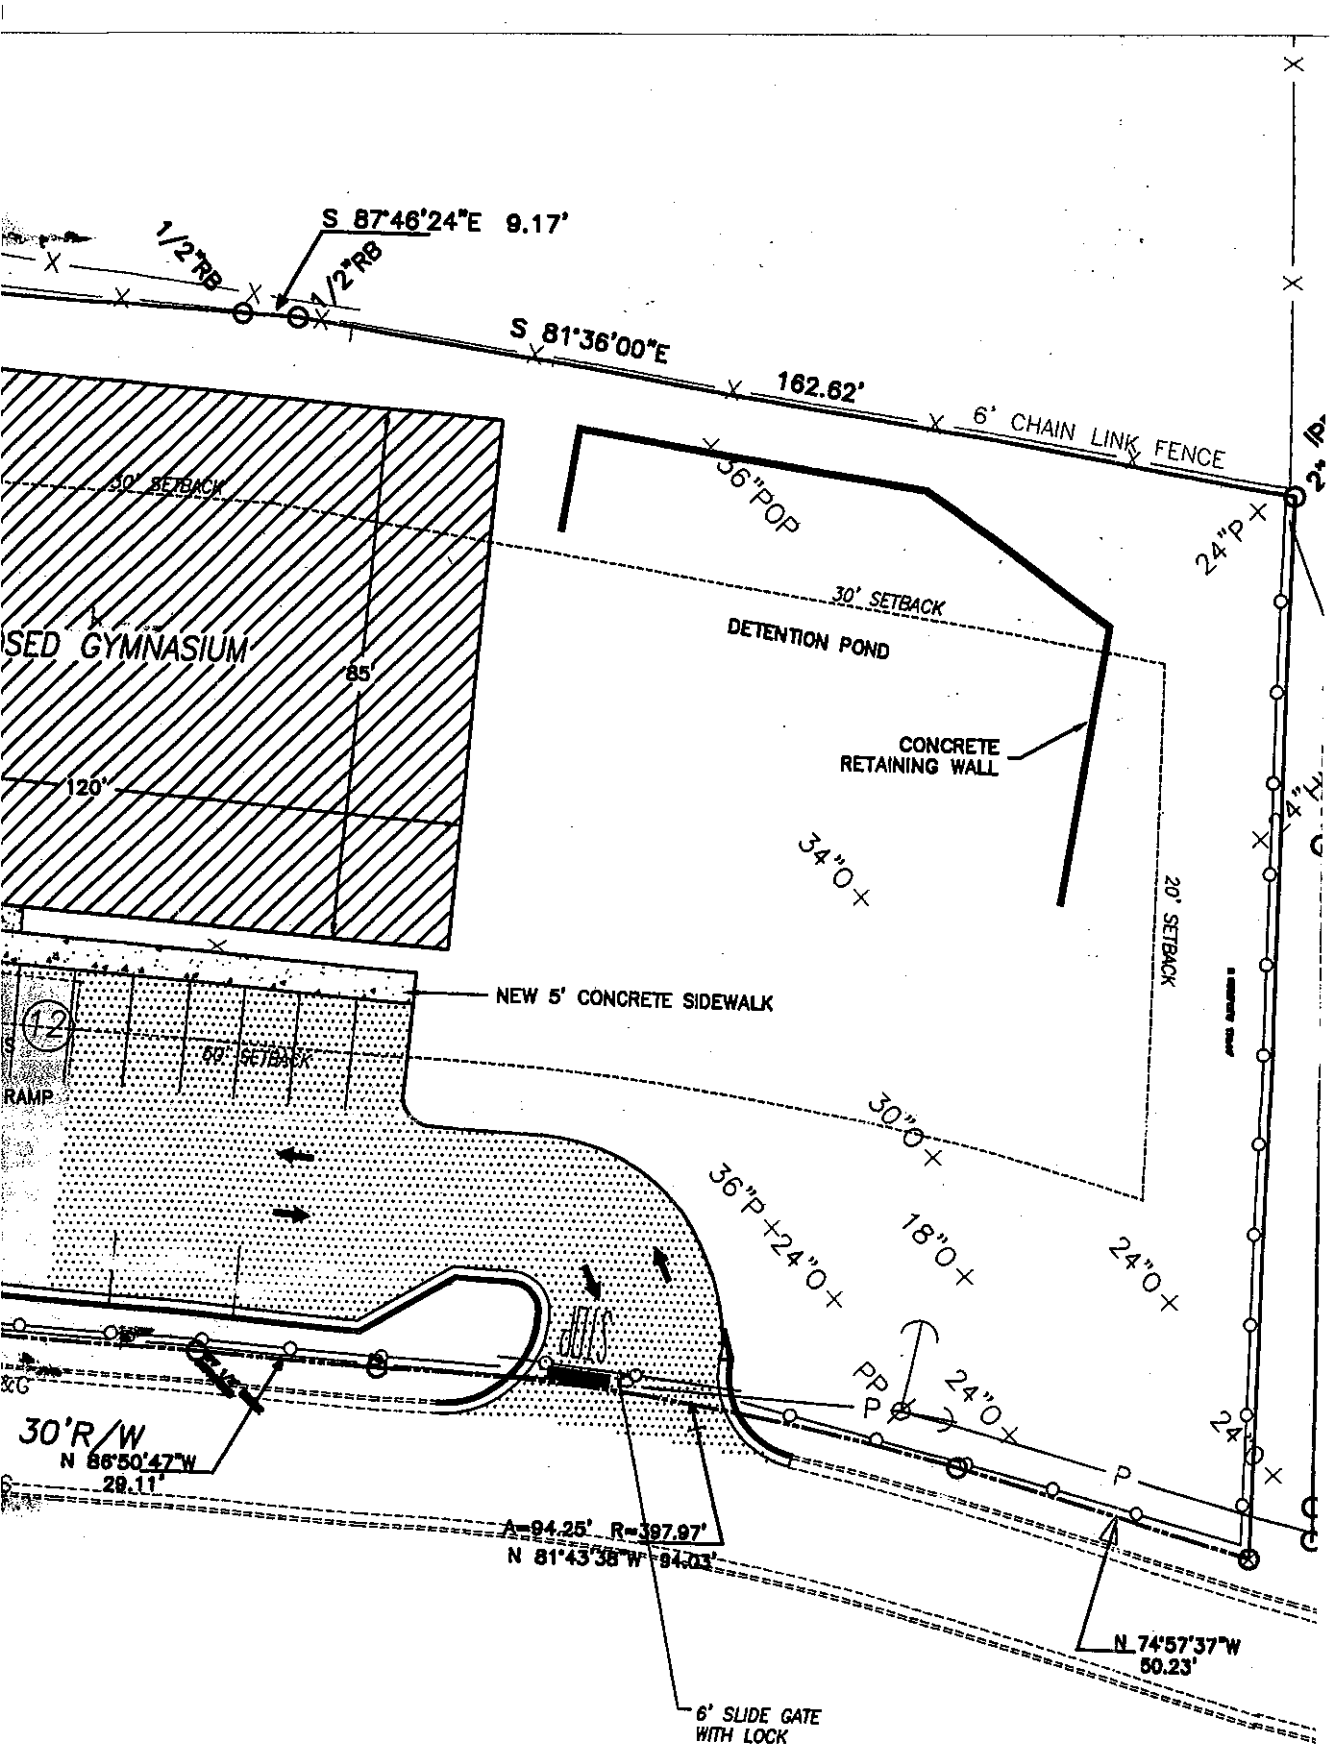 S 87°46'24"E 9.17'
1/2"RB
1/2"RB
S 81°36'00"E
162.62'
6' CHAIN LINK FENCE
24"P
36"POP
30' SETBACK
30' SETBACK
DETENTION POND
OSED GYMNASIUM
85'
CONCRETE
RETAINING WALL
120'
34"O
20' SETBACK
NEW 5' CONCRETE SIDEWALK
12
S
60' SETBACK
RAMP
30"O
36"P
24"O
18"O
24"O
STOP
PP
P
24"O
24"
P
&G
30'R/W
N 86°50'47"W
29.11'
A=94.25' R=397.97'
N 81°43'38"W 94.03'
N 74°57'37"W
50.23'
6' SLIDE GATE
WITH LOCK